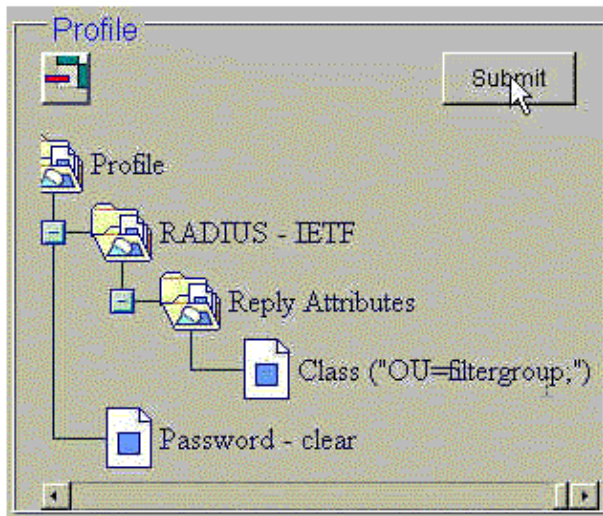 Profile
Submit
Profile
RADIUS - IETF
Reply Attributes
Class ("OU=filtergroup;")
Password - clear